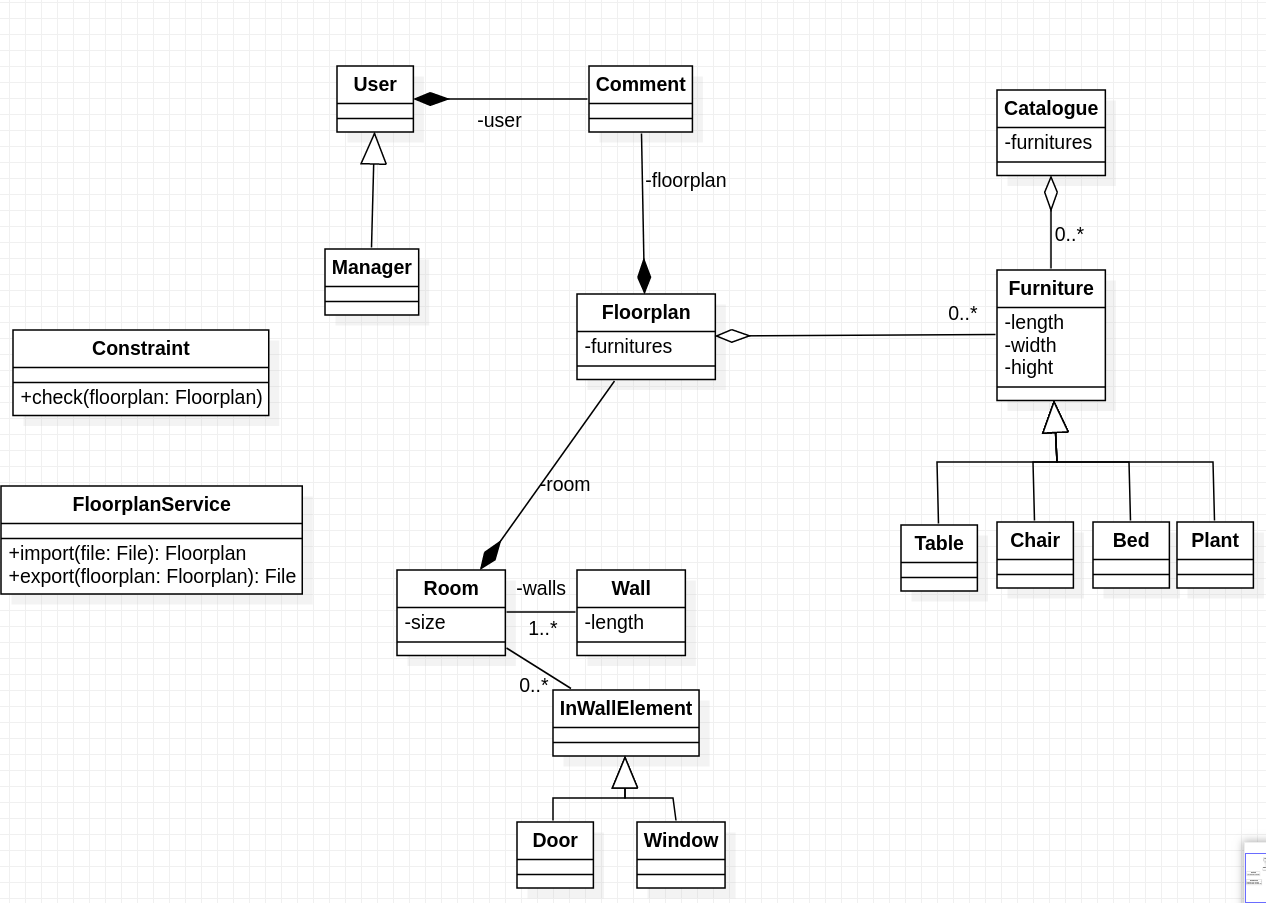 User
Comment
-user
-floorplan
Catalogue
-furnitures
0..*
Manager
Floorplan
-furnitures
0..*
Furniture
-length
-width
-hight
Constraint
+check(floorplan: Floorplan)
-room
FloorplanService
+import(file: File): Floorplan
+export(floorplan: Floorplan): File
Table
Chair
Bed
Plant
Room
-size
-walls
1..*
Wall
-length
0..*
InWallElement
Door
Window